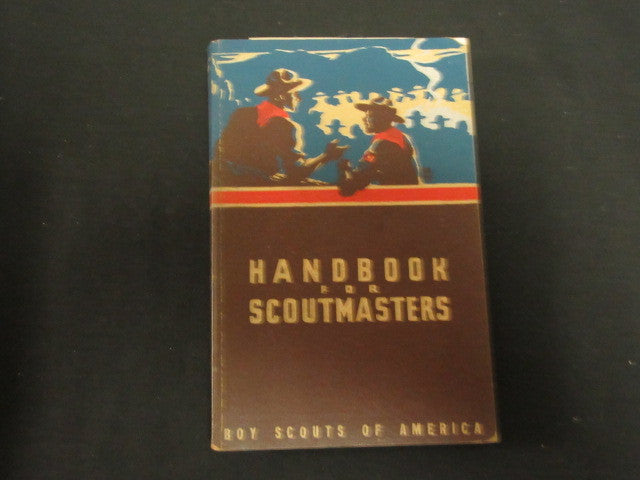 HANDBOOK
FOR
SCOUTMASTERS
BOY SCOUTS OF AMERICA